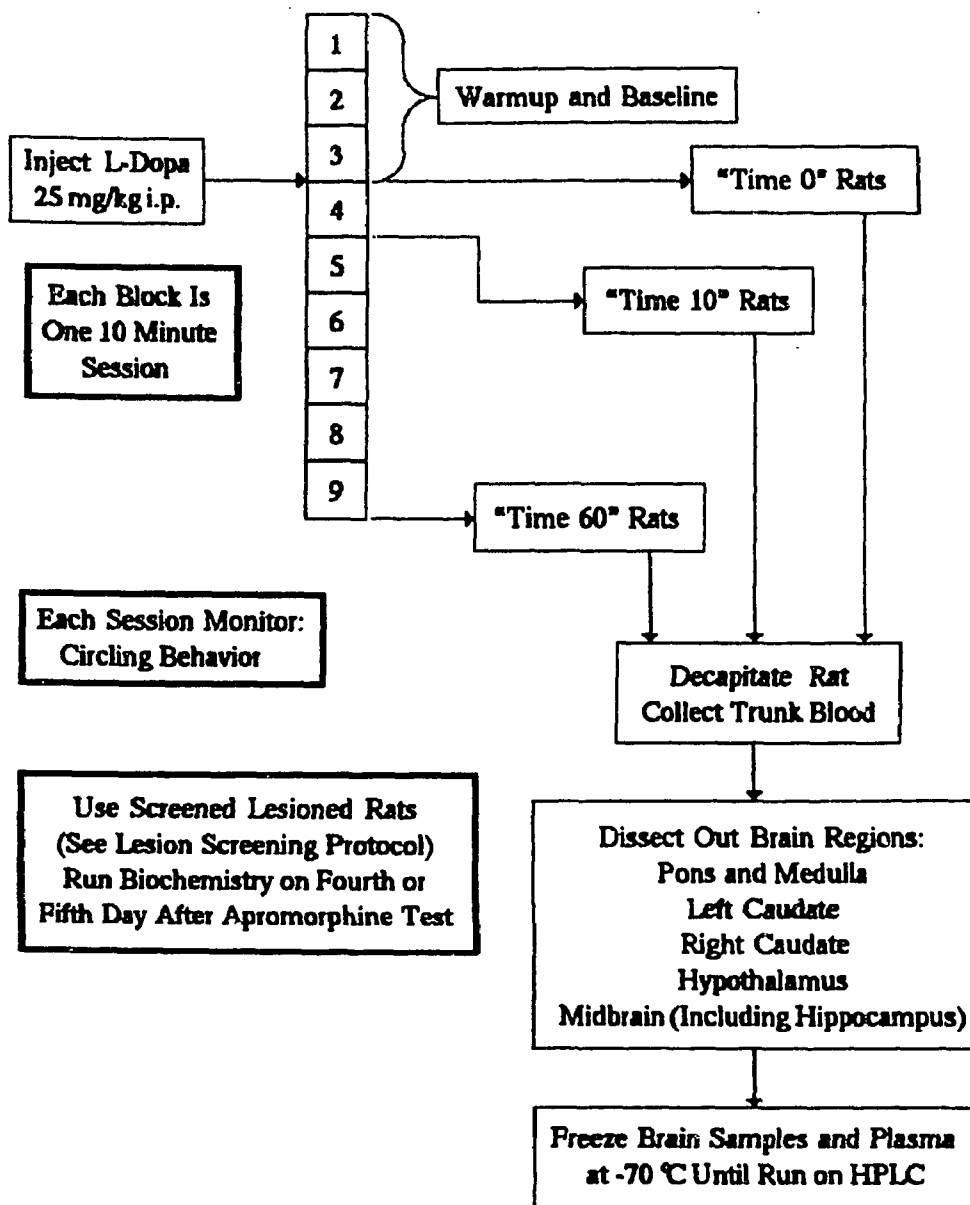 1
2
3
4
5
6
7
8
9
Warmup and Baseline
Inject L-Dopa
25 mg/kg i.p.
"Time 0" Rats
Each Block Is
One 10 Minute
Session
"Time 10" Rats
"Time 60" Rats
Each Session Monitor:
Circling Behavior
Decapitate Rat
Collect Trunk Blood
Use Screened Lesioned Rats
(See Lesion Screening Protocol)
Run Biochemistry on Fourth or
Fifth Day After Apromorphine Test
Dissect Out Brain Regions:
Pons and Medulla
Left Caudate
Right Caudate
Hypothalamus
Midbrain (Including Hippocampus)
Freeze Brain Samples and Plasma
at -70 °C Until Run on HPLC